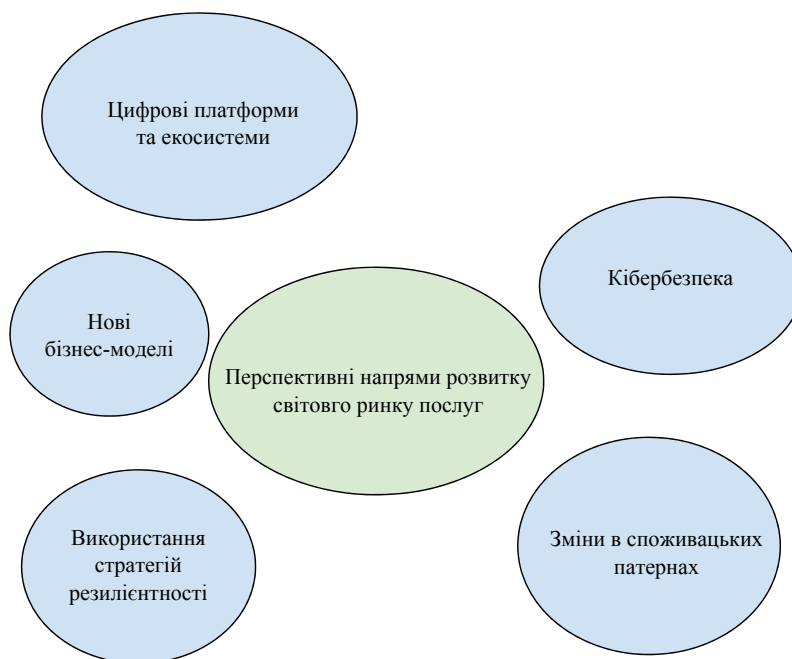 Цифрові платформи
та екосистеми
Кібербезпека
Нові
бізнес-моделі
Перспективні напрями розвитку
світовго ринку послуг
Використання
стратегій
резилієнтності
Зміни в споживацьких
патернах